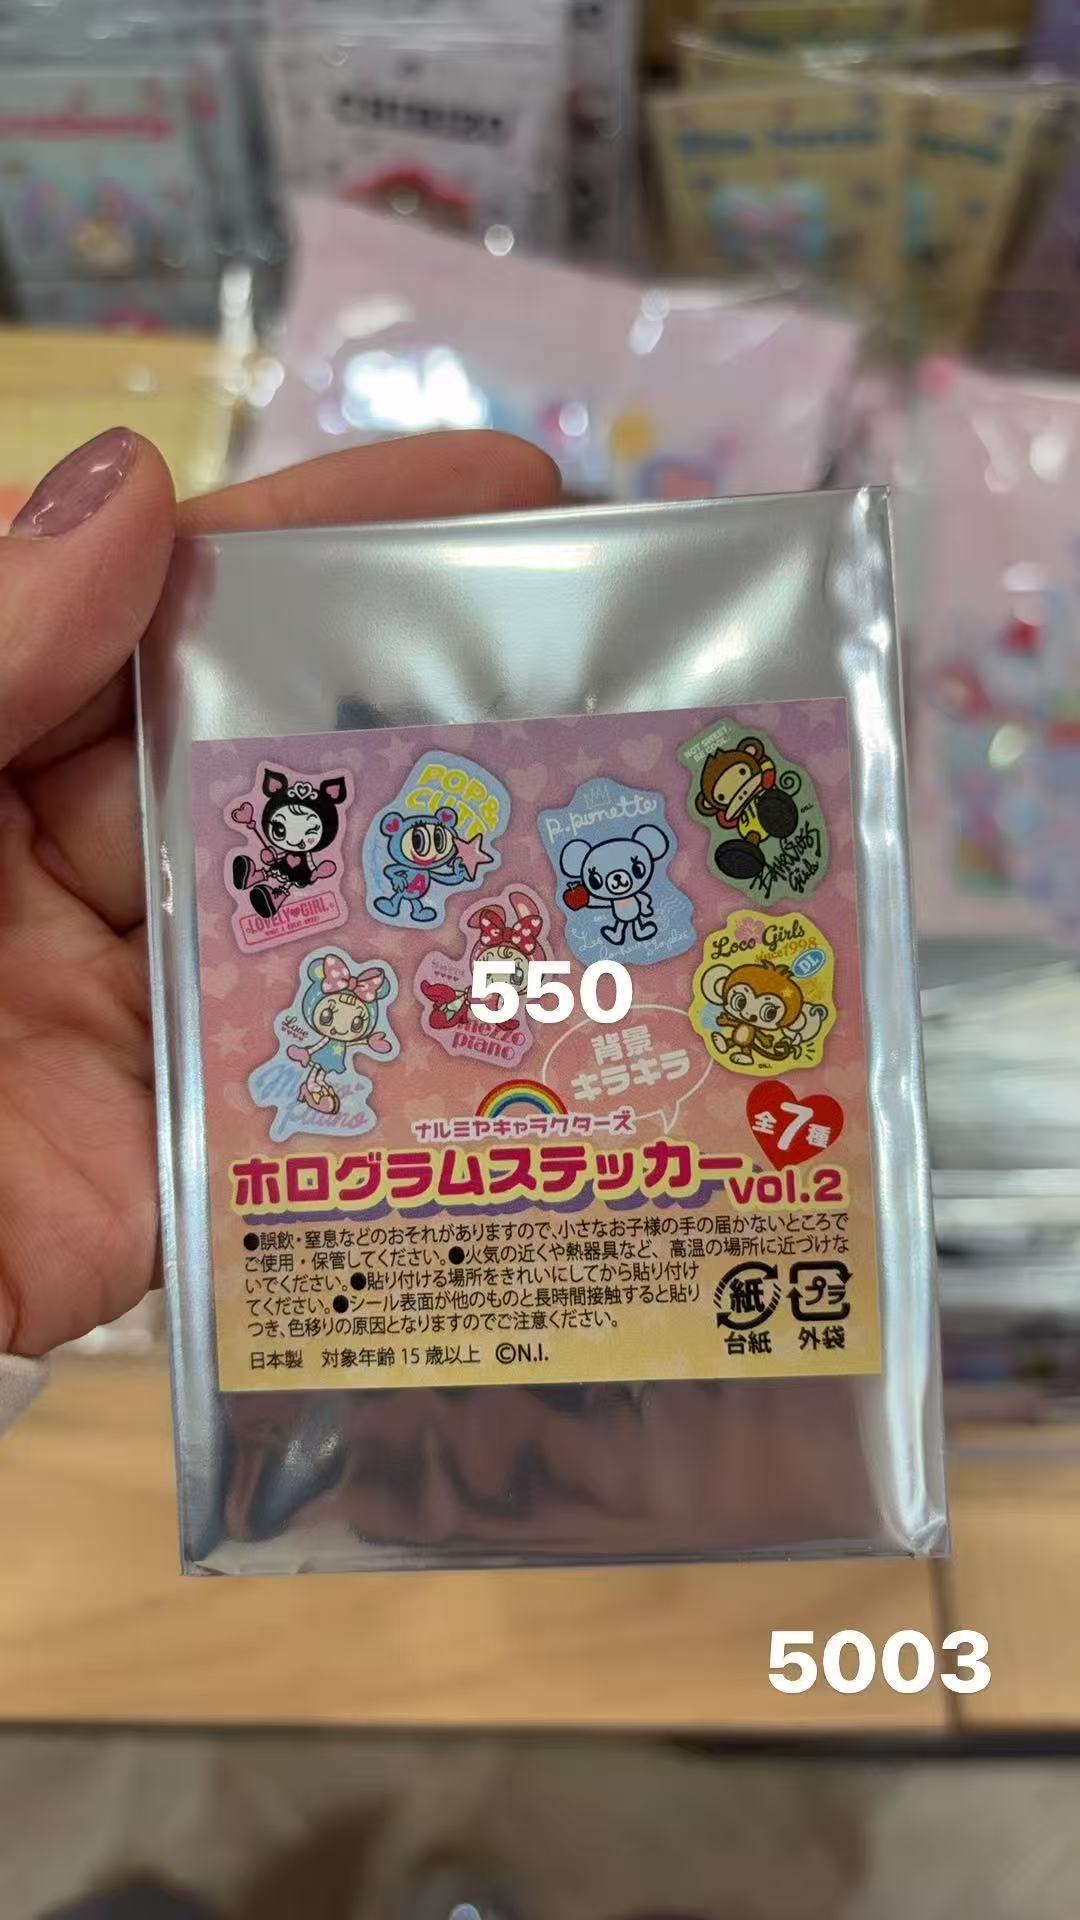 NOT SWEET,
BE COOL.
POP&
CUTE
p.ponette
LOVELY♥GIRL
Loco Girls
since1998
DL
Love
mezzo
piano
550
背景
キラキラ
全7種
ナルミヤキャラクターズ
ホログラムステッカーvol.2
●誤飲・窒息などのおそれがありますので、小さなお子様の手の届かないところで
ご使用・保管してください。●火気の近くや熱器具など、高温の場所に近づけな
いでください。●貼り付ける場所をきれいにしてから貼り付け
てください。●シール表面が他のものと長時間接触すると貼り
つき、色移りの原因となりますのでご注意ください。
紙 プラ
台紙 外袋
日本製 対象年齢 15 歳以上 ©N.I.
5003